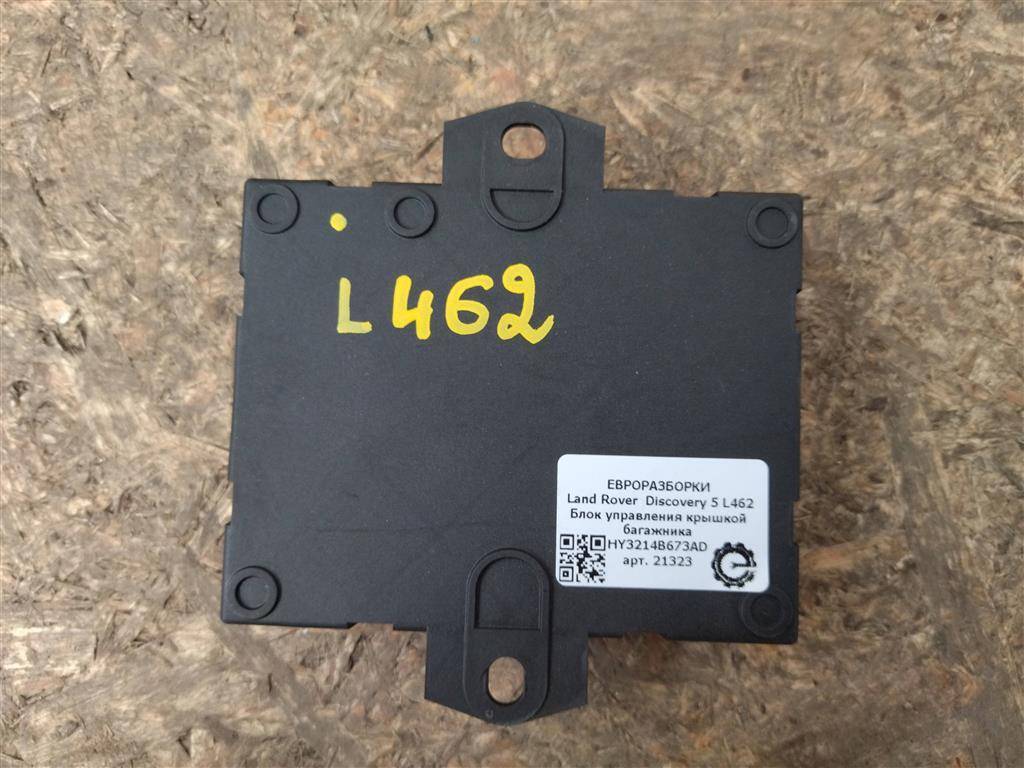 L462
ЕВРОРАЗБОРКИ
Land Rover Discovery 5 L462
Блок управления крышкой
багажника
HY3214B673AD
арт. 21323